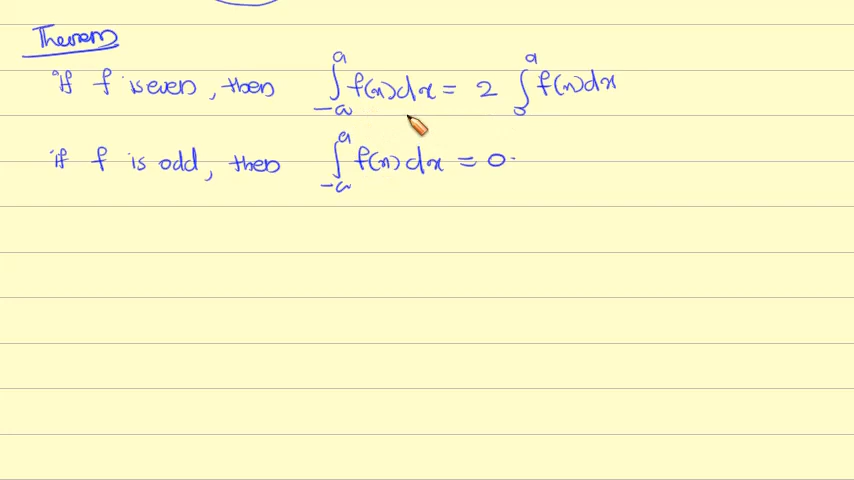 Theorem
If f is even, then ∫_{-a}^{a} f(x) dx = 2 ∫_{0}^{a} f(x) dx
if f is odd, then ∫_{-a}^{a} f(x) dx = 0.